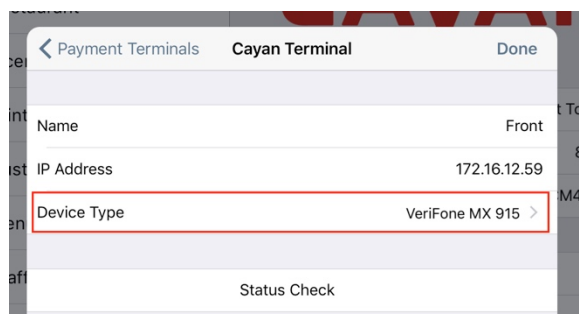 Payment Terminals Cayan Terminal Done
Name Front
IP Address 172.16.12.59
Device Type VeriFone MX 915
Status Check